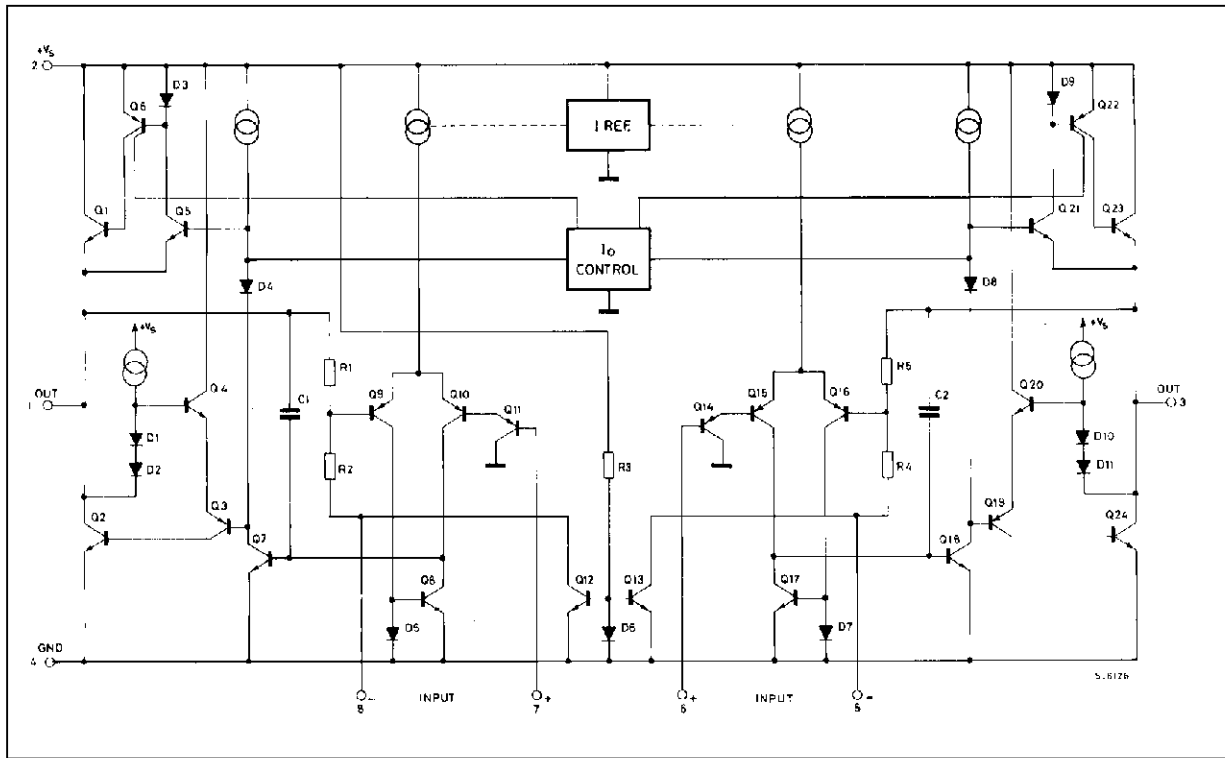 +Vs
2
D3
D9
Q6
Q22
I REF
Q1
Q5
Q21
Q23
Io
CONTROL
D4
D8
+Vs
+Vs
R1
R5
Q4
Q9
Q10
Q11
Q14
Q15
Q16
Q20
OUT
1
OUT
3
C1
C2
D1
D10
D2
R2
R3
R4
D11
Q2
Q3
Q7
Q19
Q24
Q18
Q8
Q12
Q13
Q17
D5
D6
D7
GND
4
S-6126
8
-
INPUT
7
+
6
+
INPUT
5
-